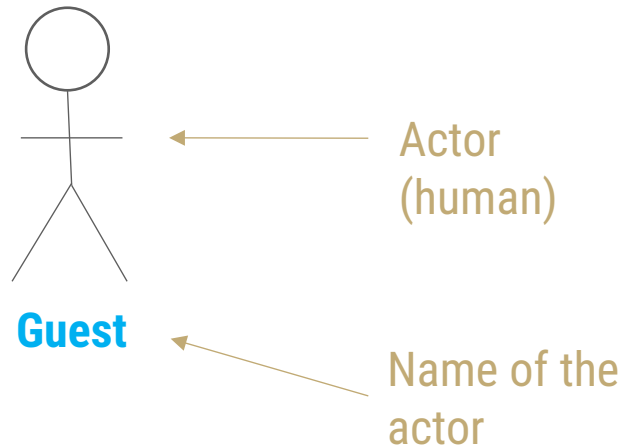 Actor
(human)
Guest
Name of the
actor